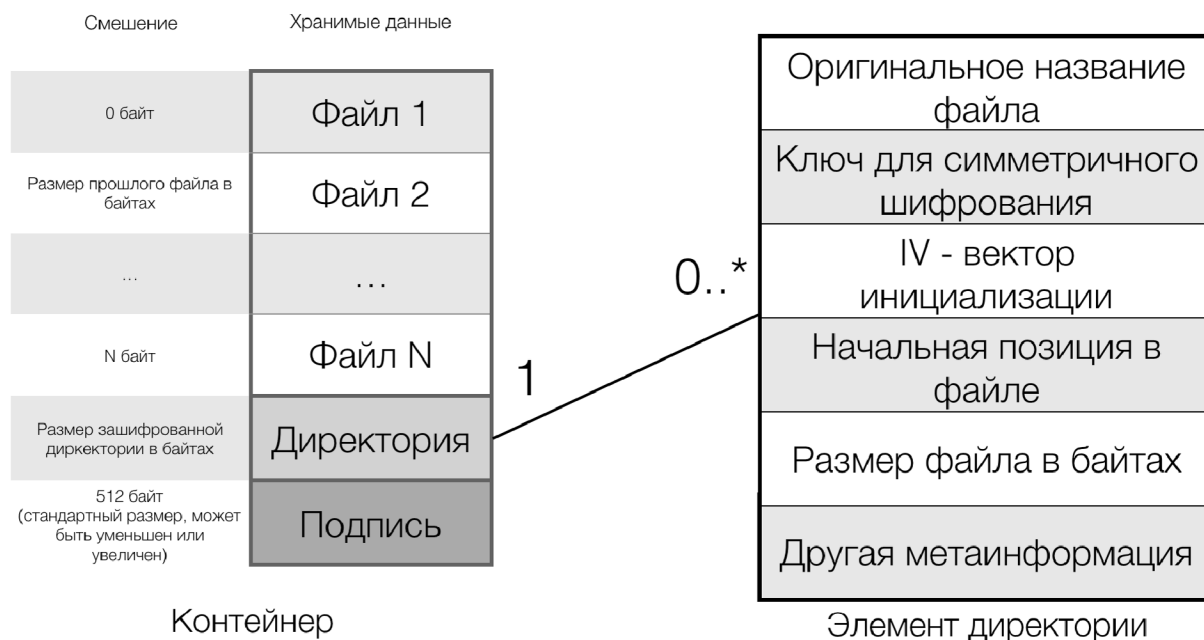 Смешение
Хранимые данные
0 байт
Файл 1
Размер прошлого файла в
байтах
Файл 2
...
...
N байт
Файл N
Размер зашифрованной
диркектории в байтах
Директория
512 байт
(стандартный размер, может
быть уменьшен или
увеличен)
Подпись
Контейнер
1
0..*
Оригинальное название
файла
Ключ для симметричного
шифрования
IV - вектор
инициализации
Начальная позиция в
файле
Размер файла в байтах
Другая метаинформация
Элемент директории